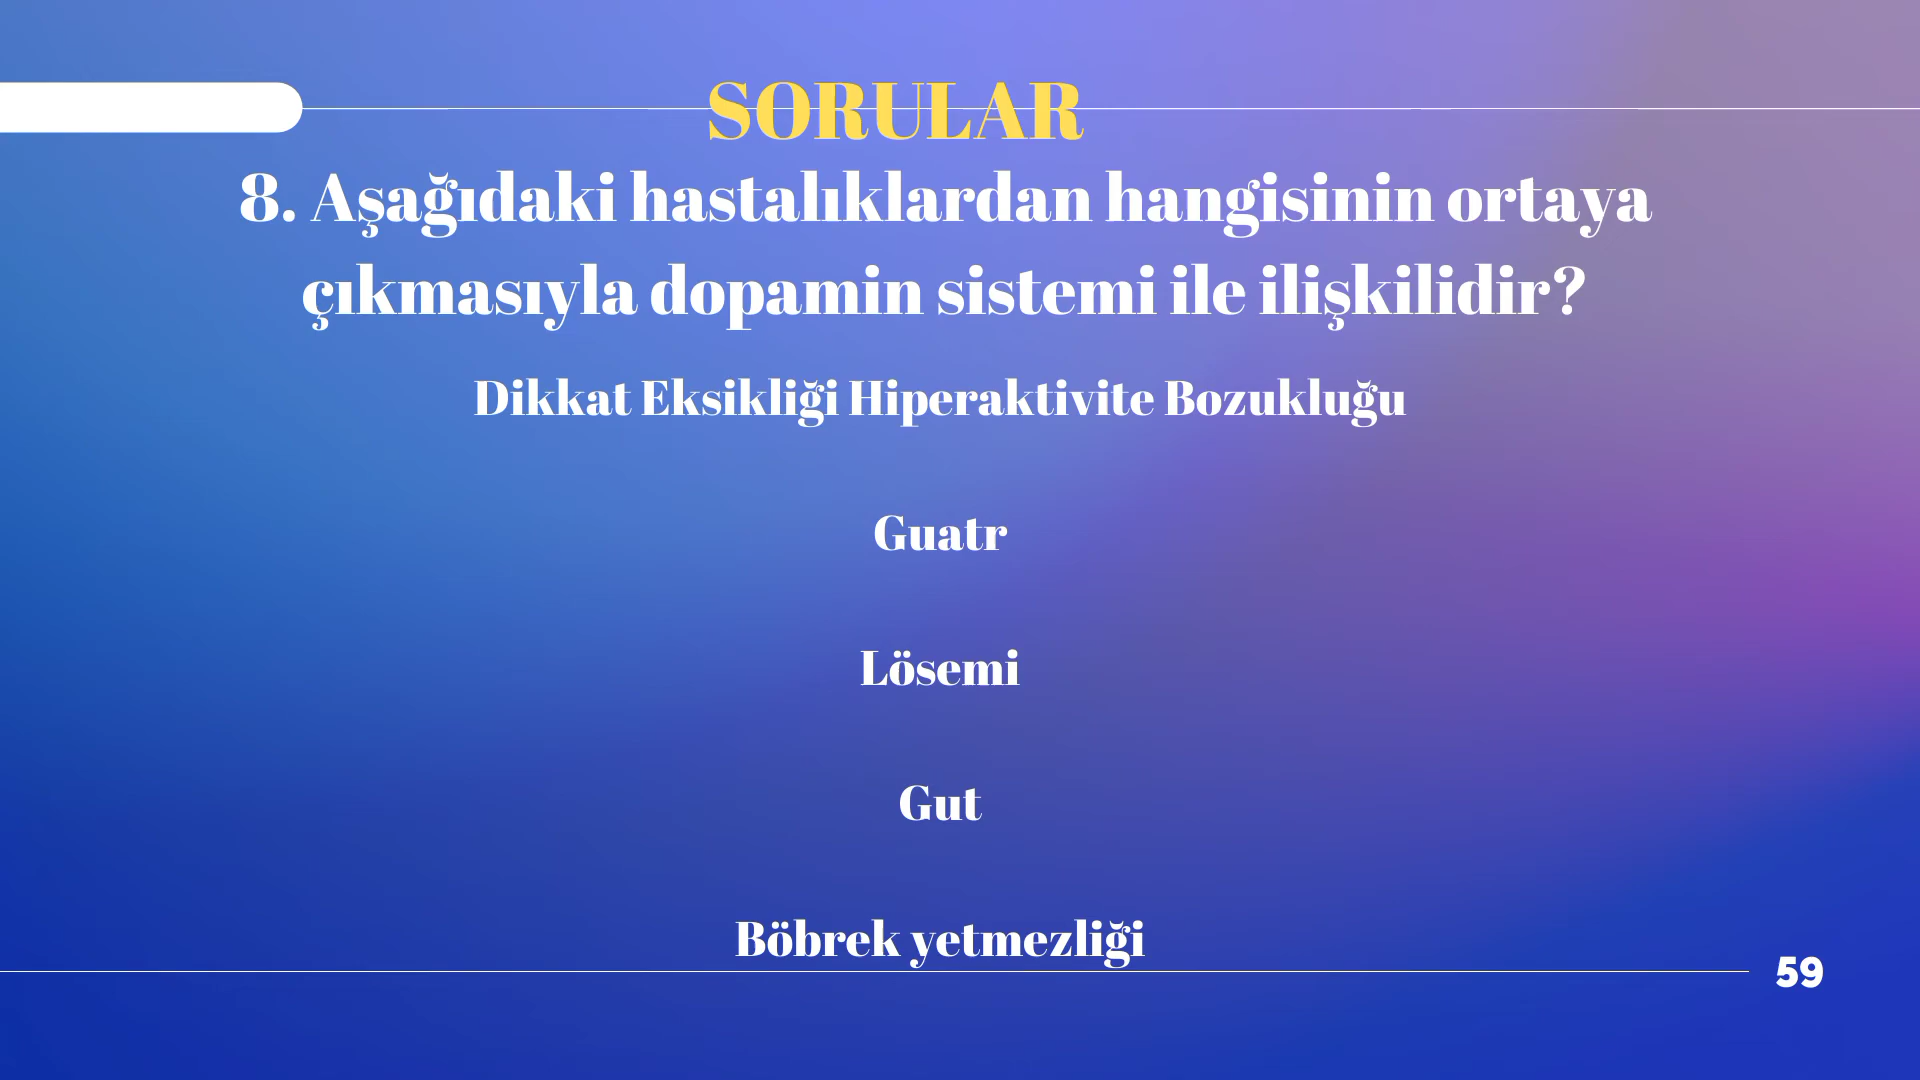 SORULAR
8. Aşağıdaki hastalıklardan hangisinin ortaya
çıkmasıyla dopamin sistemi ile ilişkilidir?
Dikkat Eksikliği Hiperaktivite Bozukluğu
Guatr
Lösemi
Gut
Böbrek yetmezliği
59